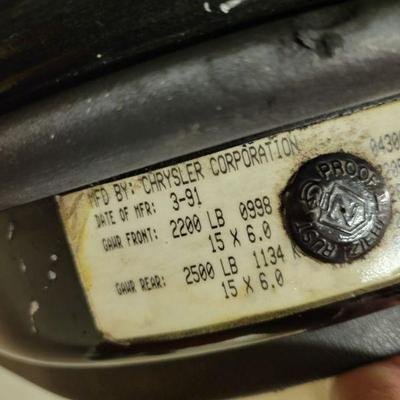 MFD BY: CHRYSLER CORPORATION
DATE OF MFR: 3-91
GAWR FRONT: 2200 LB 0998
15 X 6.0
GAWR REAR: 2500 LB 1134 K
15 X 6.0
PROOF
RUST